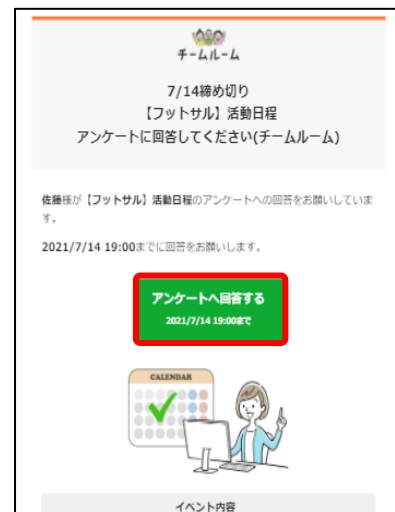 チームルーム
7/14締め切り
【フットサル】活動日程
アンケートに回答してください(チームルーム)
佐藤様が【フットサル】活動日程のアンケートへの回答をお願いしていま
す。
2021/7/14 19:00までに回答をお願いします。
アンケートへ回答する
2021/7/14 19:00まで
CALENDAR
イベント内容